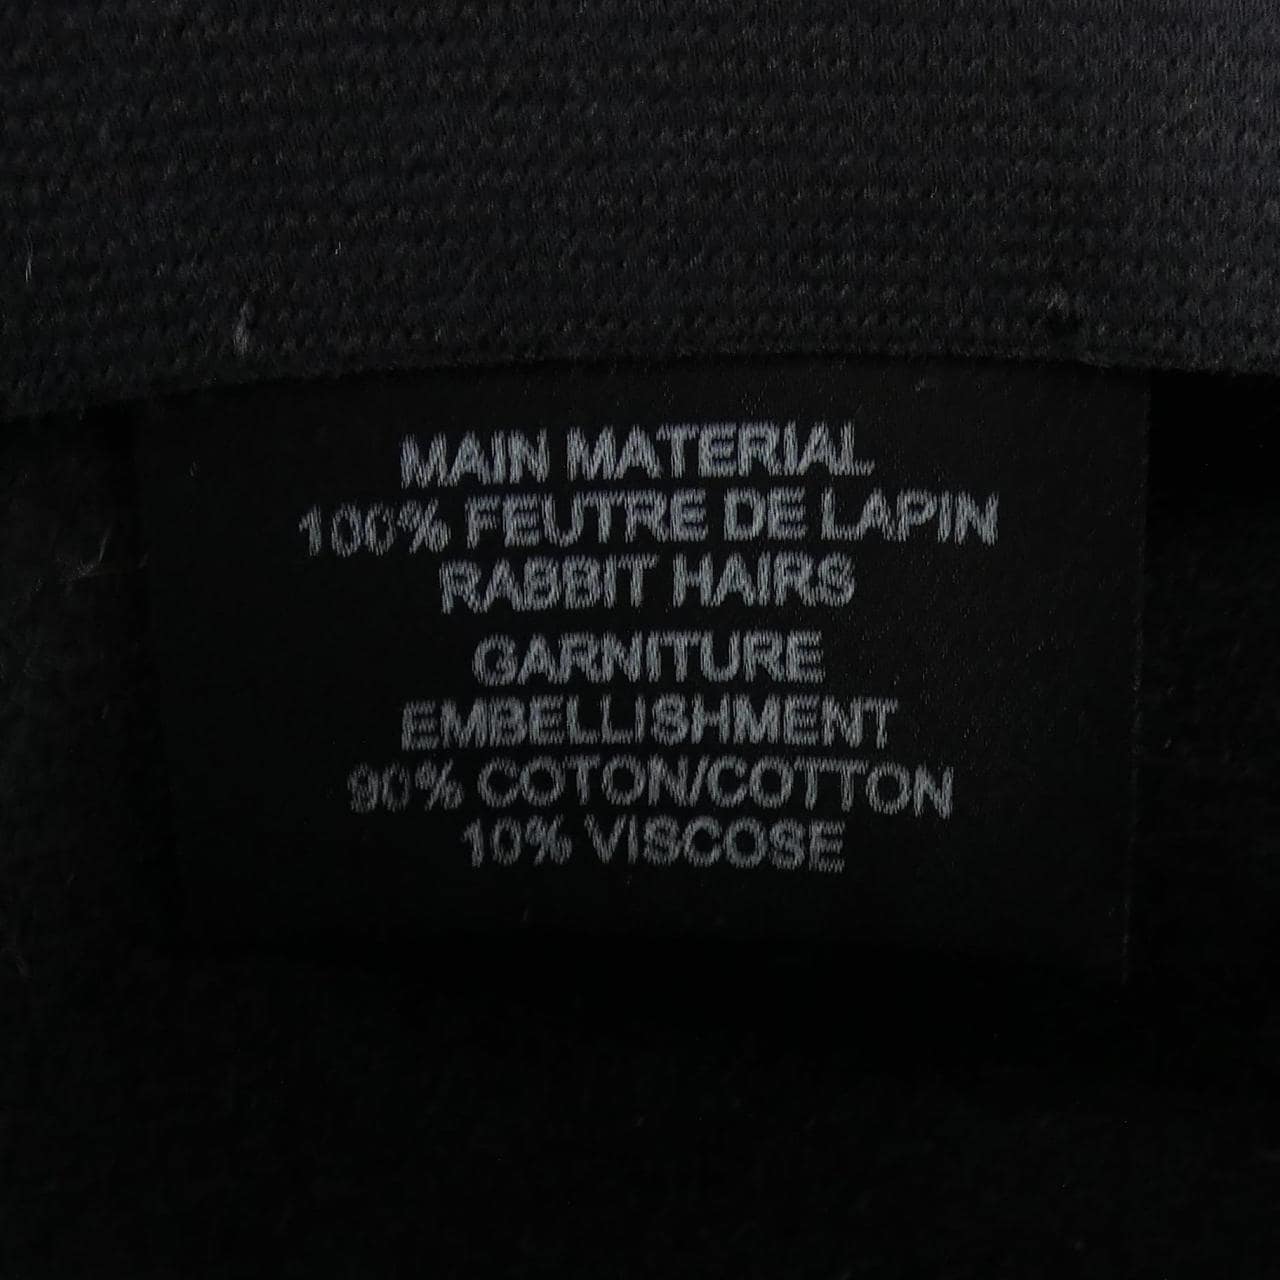 MAIN MATERIAL
100% FEUTRE DE LAPIN
RABBIT HAIRS
GARNITURE
EMBELLISHMENT
90% COTON/COTTON
10% VISCOSE